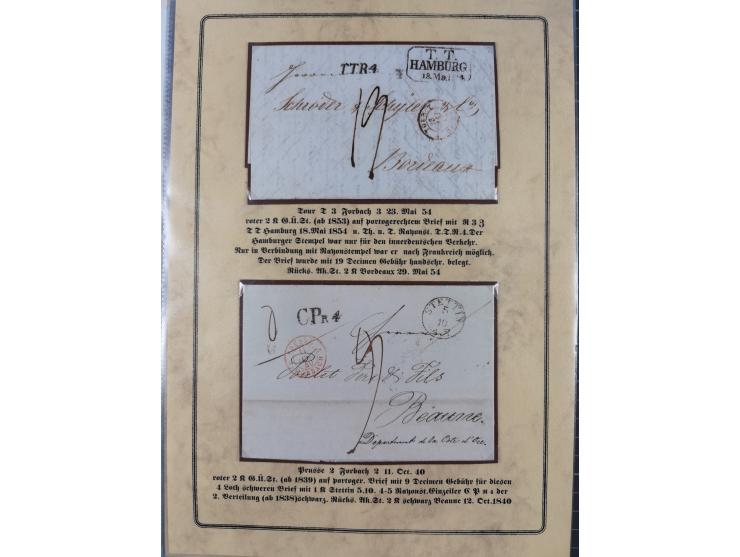 TTR4
T. T.
HAMBURG
18. Mai
Herrn
Bordeaux
Tour T 3 Forbach 3 23. Mai 54
roter 2 K G.Ü.St. (ab 1853) auf portogerechtem Brief mit R 3 3
T T Hamburg 18.Mai 1854 u. Th. u. T. Rayonst. T.T.R.4.Der
Hamburger Stempel war nur für den innerdeutschen Verkehr.
Nur in Verbindung mit Rayonstempel war er nach Frankreich möglich.
Der Brief wurde mit 19 Decimen Gebühr handschr. belegt.
Rücks. Ak.St. 2 K Bordeaux 29. Mai 54
CPR4
STETTIN
5
10
Père & Fils
Beaune.
Departement de la Cote d'Or.
Prusse 2 Forbach 2 11. Oct. 40
roter 2 K G.Ü.St. (ab 1839) auf portoger. Brief mit 9 Decimen Gebühr für diesen
4 Loth schweren Brief mit 1 K Stettin 5.10. 4-5 Rayonst.Einzeiler C P R 4 der
2. Verteilung (ab 1838)schwarz. Rücks. Ak.St. 2 K schwarz Beaune 12. Oct.1840